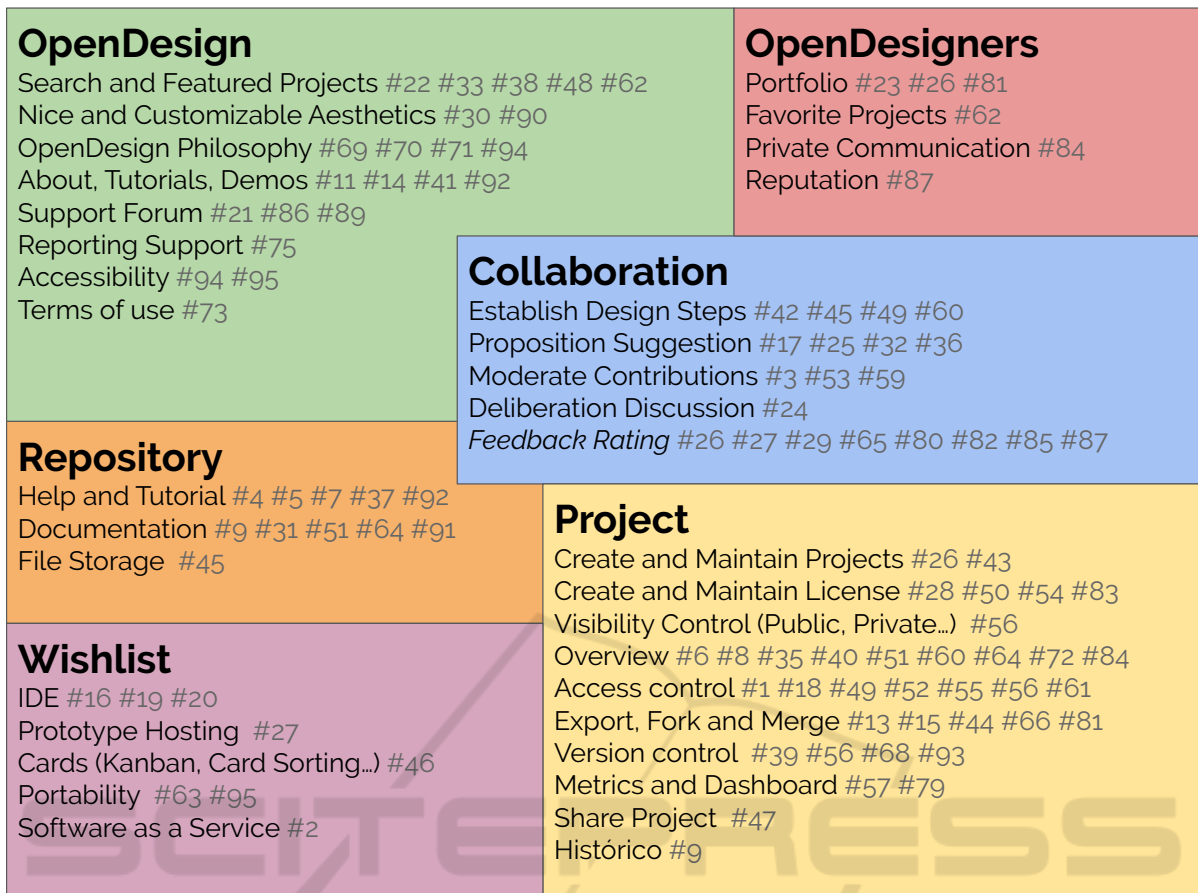 OpenDesign
Search and Featured Projects #22 #33 #38 #48 #62
Nice and Customizable Aesthetics #30 #90
OpenDesign Philosophy #69 #70 #71 #94
About, Tutorials, Demos #11 #14 #41 #92
Support Forum #21 #86 #89
Reporting Support #75
Accessibility #94 #95
Terms of use #73
OpenDesigners
Portfolio #23 #26 #81
Favorite Projects #62
Private Communication #84
Reputation #87
Collaboration
Establish Design Steps #42 #45 #49 #60
Proposition Suggestion #17 #25 #32 #36
Moderate Contributions #3 #53 #59
Deliberation Discussion #24
Feedback Rating #26 #27 #29 #65 #80 #82 #85 #87
Repository
Help and Tutorial #4 #5 #7 #37 #92
Documentation #9 #31 #51 #64 #91
File Storage #45
Project
Create and Maintain Projects #26 #43
Create and Maintain License #28 #50 #54 #83
Visibility Control (Public, Private…) #56
Overview #6 #8 #35 #40 #51 #60 #64 #72 #84
Access control #1 #18 #49 #52 #55 #56 #61
Export, Fork and Merge #13 #15 #44 #66 #81
Version control #39 #56 #68 #93
Metrics and Dashboard #57 #79
Share Project #47
Histórico #9
Wishlist
IDE #16 #19 #20
Prototype Hosting #27
Cards (Kanban, Card Sorting…) #46
Portability #63 #95
Software as a Service #2
SCITEPRESS